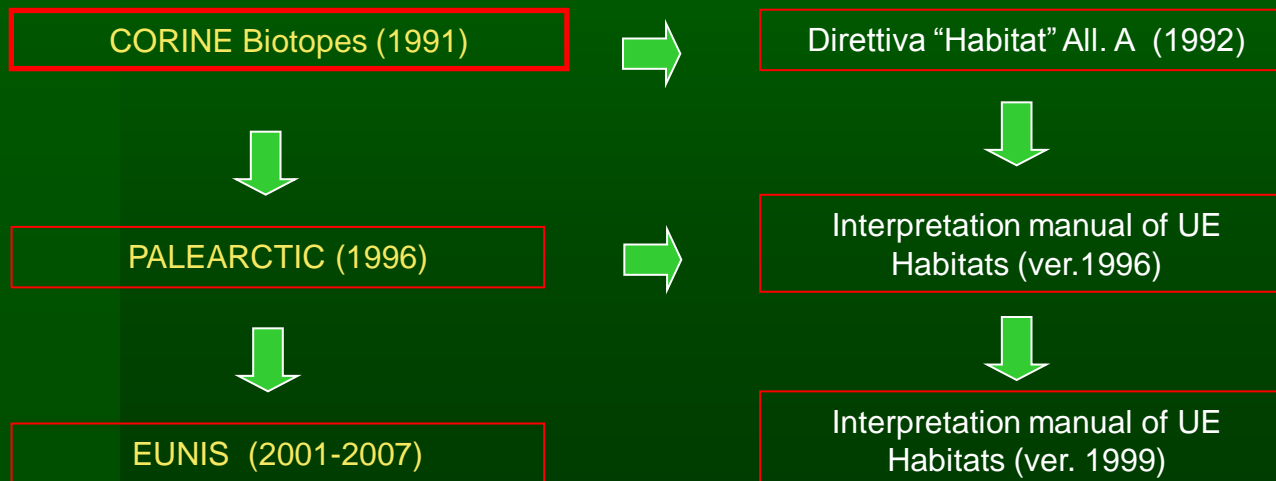 CORINE Biotopes (1991)
Direttiva “Habitat” All. A (1992)
PALEARCTIC (1996)
Interpretation manual of UE
Habitats (ver.1996)
EUNIS (2001-2007)
Interpretation manual of UE
Habitats (ver. 1999)